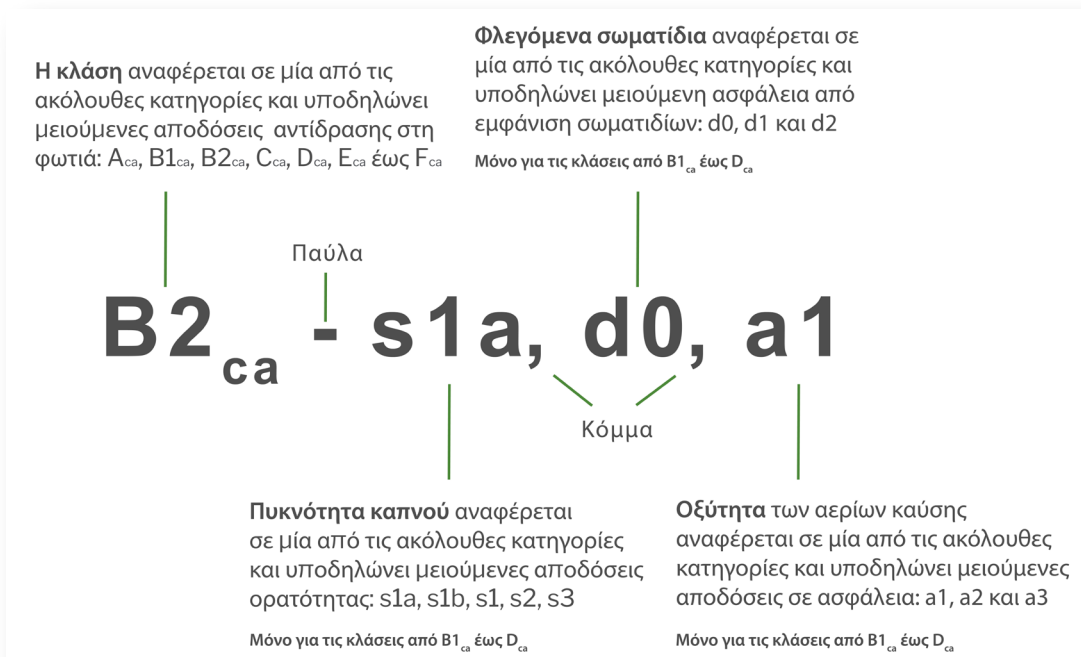 Η κλάση αναφέρεται σε μία από τις
ακόλουθες κατηγορίες και υποδηλώνει
μειούμενες αποδόσεις αντίδρασης στη
φωτιά: Aca, B1ca, B2ca, Cca, Dca, Eca έως Fca
Φλεγόμενα σωματίδια αναφέρεται σε
μία από τις ακόλουθες κατηγορίες και
υποδηλώνει μειούμενη ασφάλεια από
εμφάνιση σωματιδίων: d0, d1 και d2
Μόνο για τις κλάσεις από B1ca έως Dca
Παύλα
B2ca - s1a, d0, a1
Κόμμα
Πυκνότητα καπνού αναφέρεται
σε μία από τις ακόλουθες κατηγορίες
και υποδηλώνει μειούμενες αποδόσεις
ορατότητας: s1a, s1b, s1, s2, s3
Μόνο για τις κλάσεις από B1ca έως Dca
Οξύτητα των αερίων καύσης
αναφέρεται σε μία από τις ακόλουθες
κατηγορίες και υποδηλώνει μειούμενες
αποδόσεις σε ασφάλεια: a1, a2 και a3
Μόνο για τις κλάσεις από B1ca έως Dca